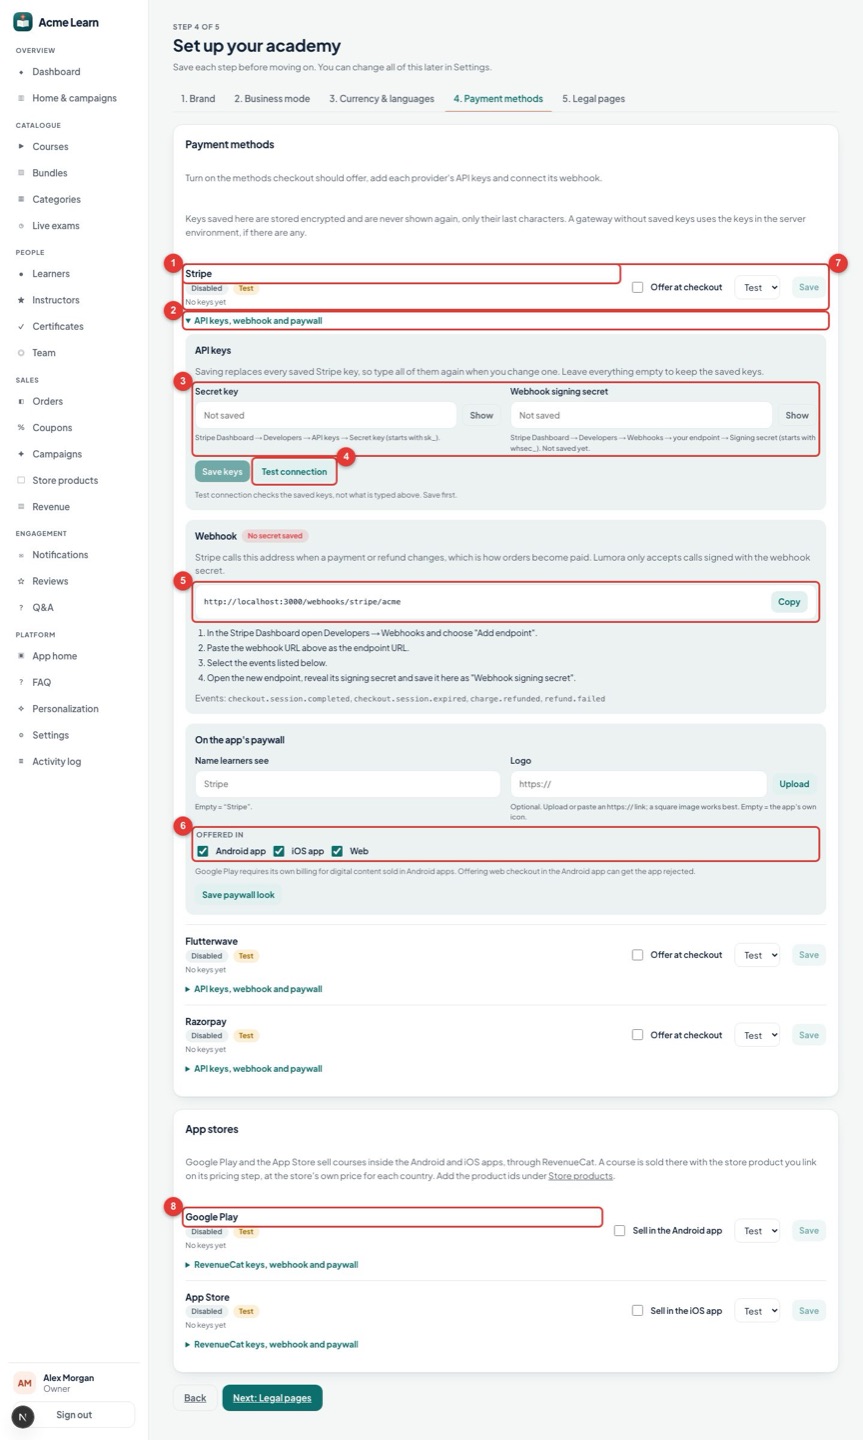 Acme Learn
OVERVIEW
Dashboard
Home & campaigns
CATALOGUE
Courses
Bundles
Categories
Live exams
PEOPLE
Learners
Instructors
Certificates
Team
SALES
Orders
Coupons
Campaigns
Store products
Revenue
ENGAGEMENT
Notifications
Reviews
Q&A
PLATFORM
App home
FAQ
Personalization
Settings
Activity log
AM
Alex Morgan
Owner
N
Sign out
STEP 4 OF 5
Set up your academy
Save each step before moving on. You can change all of this later in Settings.
1. Brand 2. Business mode 3. Currency & languages 4. Payment methods 5. Legal pages
Payment methods
Turn on the methods checkout should offer, add each provider's API keys and connect its webhook.
Keys saved here are stored encrypted and are never shown again, only their last characters. A gateway without saved keys uses the keys in the server
environment, if there are any.
1
7
Stripe
Disabled Test
Offer at checkout Test Save
No keys yet
2
API keys, webhook and paywall
API keys
Saving replaces every saved Stripe key, so type all of them again when you change one. Leave everything empty to keep the saved keys.
3
Secret key
Not saved Show
Stripe Dashboard → Developers → API keys → Secret key (starts with sk_).
Webhook signing secret
Not saved Show
Stripe Dashboard → Developers → Webhooks → your endpoint → Signing secret (starts with
whsec_). Not saved yet.
4
Save keys Test connection
Test connection checks the saved keys, not what is typed above. Save first.
Webhook No secret saved
Stripe calls this address when a payment or refund changes, which is how orders become paid. Lumora only accepts calls signed with the webhook
secret.
5
http://localhost:3000/webhooks/stripe/acme Copy
1. In the Stripe Dashboard open Developers → Webhooks and choose "Add endpoint".
2. Paste the webhook URL above as the endpoint URL.
3. Select the events listed below.
4. Open the new endpoint, reveal its signing secret and save it here as "Webhook signing secret".
Events: checkout.session.completed, checkout.session.expired, charge.refunded, refund.failed
On the app's paywall
Name learners see
Stripe
Empty = "Stripe".
Logo
https:// Upload
Optional. Upload or paste an https:// link; a square image works best. Empty = the app's own
icon.
6
OFFERED IN
Android app iOS app Web
Google Play requires its own billing for digital content sold in Android apps. Offering web checkout in the Android app can get the app rejected.
Save paywall look
Flutterwave
Disabled Test
Offer at checkout Test Save
No keys yet
API keys, webhook and paywall
Razorpay
Disabled Test
Offer at checkout Test Save
No keys yet
API keys, webhook and paywall
App stores
Google Play and the App Store sell courses inside the Android and iOS apps, through RevenueCat. A course is sold there with the store product you link
on its pricing step, at the store's own price for each country. Add the product ids under Store products.
8
Google Play
Disabled Test
Sell in the Android app Test Save
No keys yet
RevenueCat keys, webhook and paywall
App Store
Disabled Test
Sell in the iOS app Test Save
No keys yet
RevenueCat keys, webhook and paywall
Back Next: Legal pages